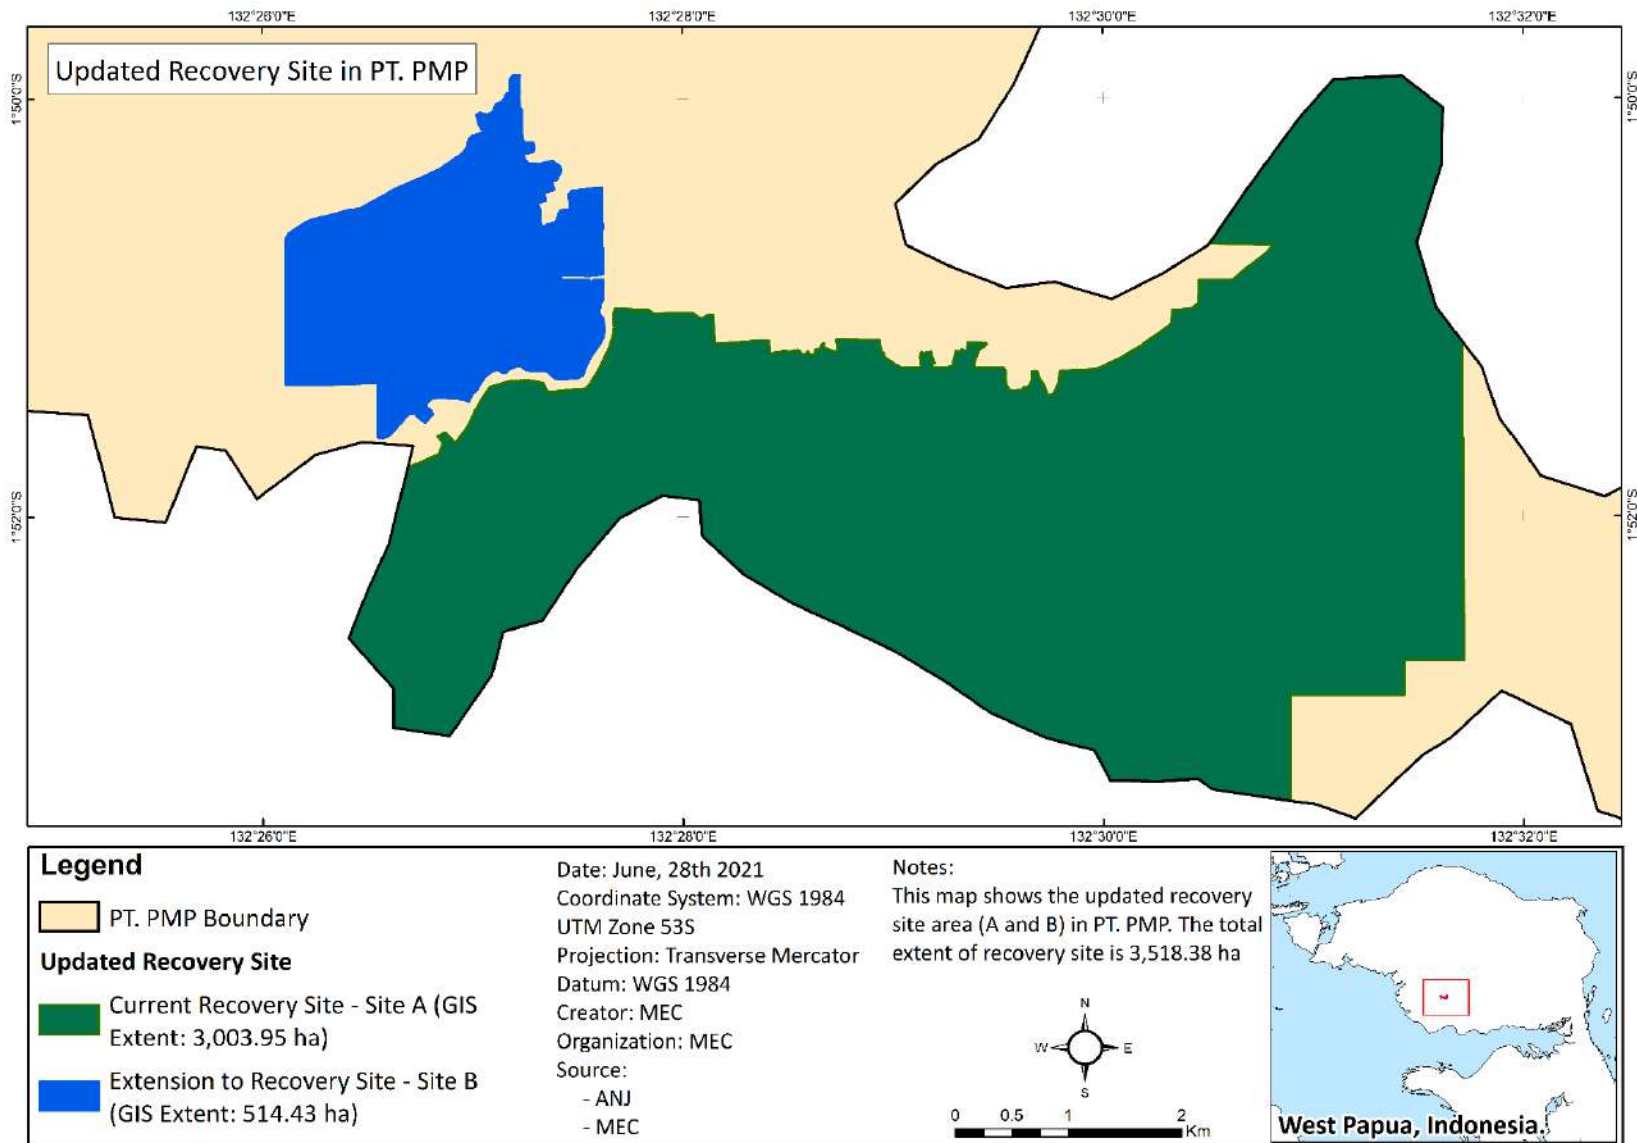 132°26'0"E 132°28'0"E 132°30'0"E 132°32'0"E
Updated Recovery Site in PT. PMP
1°50'0"S 1°50'0"S
1°52'0"S 1°52'0"S
132°26'0"E 132°28'0"E 132°30'0"E 132°32'0"E
Legend
PT. PMP Boundary
Updated Recovery Site
Current Recovery Site - Site A (GIS
Extent: 3,003.95 ha)
Extension to Recovery Site - Site B
(GIS Extent: 514.43 ha)
Date: June, 28th 2021
Coordinate System: WGS 1984
UTM Zone 53S
Projection: Transverse Mercator
Datum: WGS 1984
Creator: MEC
Organization: MEC
Source:
- ANJ
- MEC
Notes:
This map shows the updated recovery
site area (A and B) in PT. PMP. The total
extent of recovery site is 3,518.38 ha
N
W E
S
0 0.5 1 2
Km
West Papua, Indonesia.